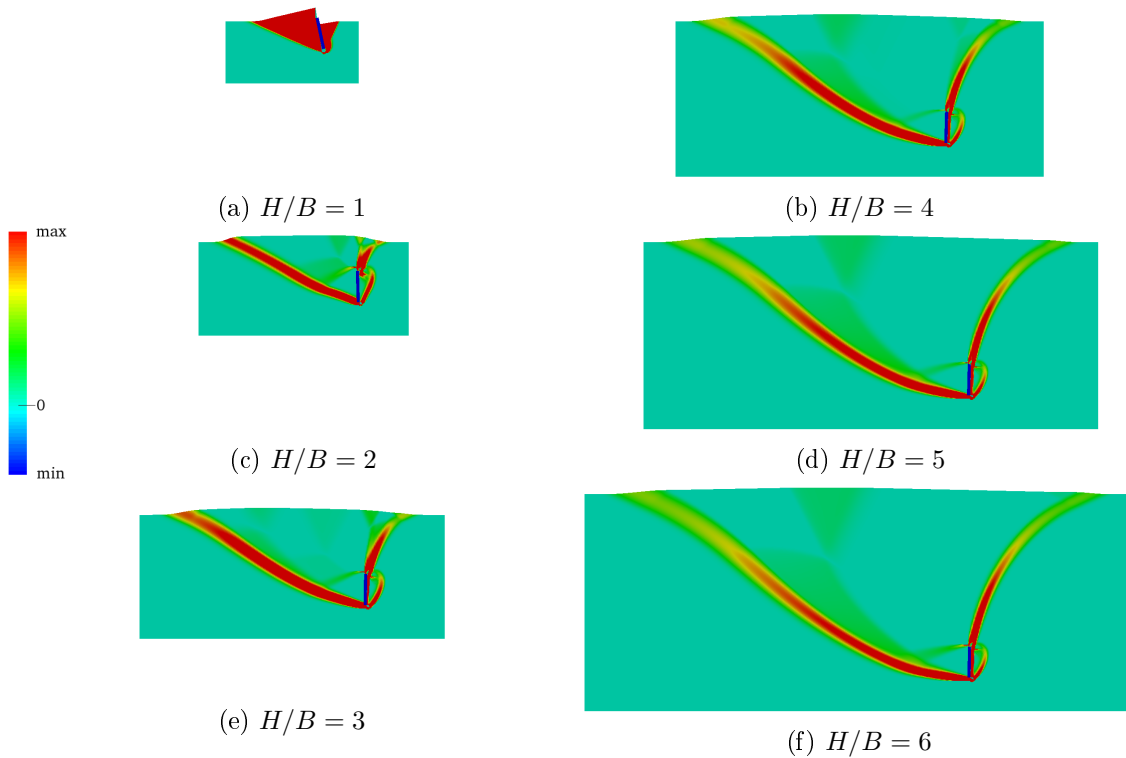 (a) H/B = 1
(b) H/B = 4
max
0
min
(c) H/B = 2
(d) H/B = 5
(e) H/B = 3
(f) H/B = 6